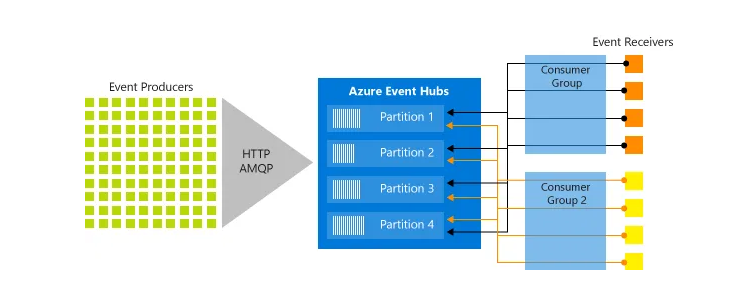 Event Receivers
Event Producers
HTTP
AMQP
Azure Event Hubs
Partition 1
Partition 2
Partition 3
Partition 4
Consumer
Group
Consumer
Group 2